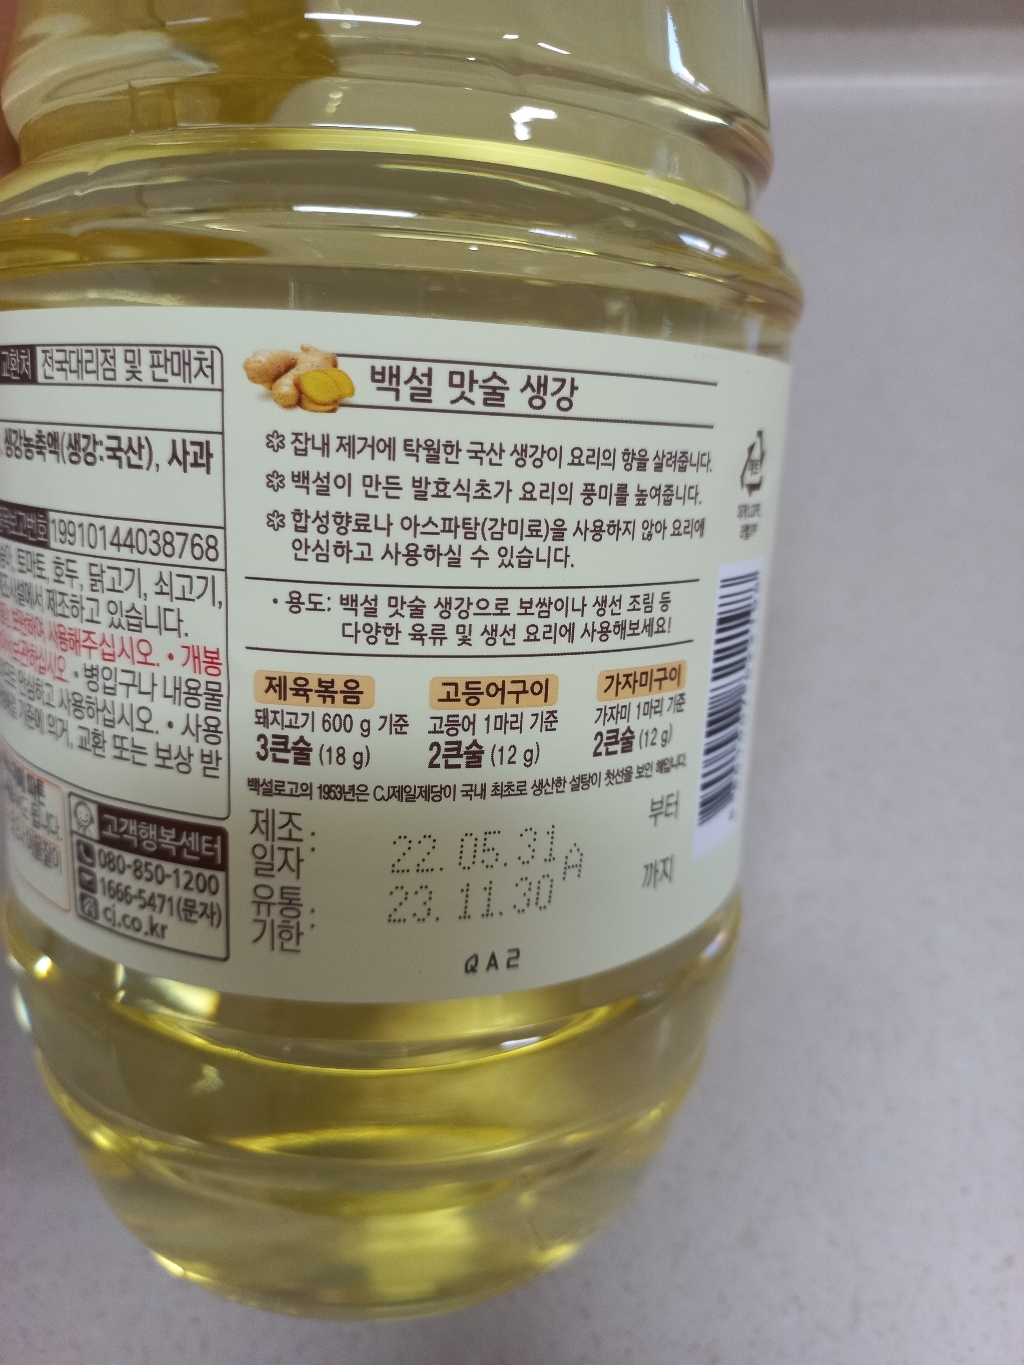 교환처 전국대리점 및 판매처
생강농축액(생강:국산), 사과
19910144038768
토마토, 호두, 닭고기, 쇠고기,
제조하고 있습니다.
사용해주십시오. • 개봉
보관하십시오. • 병입구나 내용물
안심하고 사용하십시오. • 사용
기준에 의거, 교환 또는 보상 받
고객행복센터
080-850-1200
1666-5471(문자)
cj.co.kr
백설 맛술 생강
잡내 제거에 탁월한 국산 생강이 요리의 향을 살려줍니다.
백설이 만든 발효식초가 요리의 풍미를 높여줍니다.
합성향료나 아스파탐(감미료)을 사용하지 않아 요리에
안심하고 사용하실 수 있습니다.
• 용도: 백설 맛술 생강으로 보쌈이나 생선 조림 등
다양한 육류 및 생선 요리에 사용해보세요!
제육볶음 고등어구이 가자미구이
돼지고기 600 g 기준 고등어 1마리 기준 가자미 1마리 기준
3큰술 (18 g) 2큰술 (12 g) 2큰술 (12 g)
백설로고의 1953년은 CJ제일제당이 국내 최초로 생산한 설탕이 첫선을 보인 해입니다.
제조: 부터
일자 22.05.31A
유통: 23.11.30 까지
기한
QA2